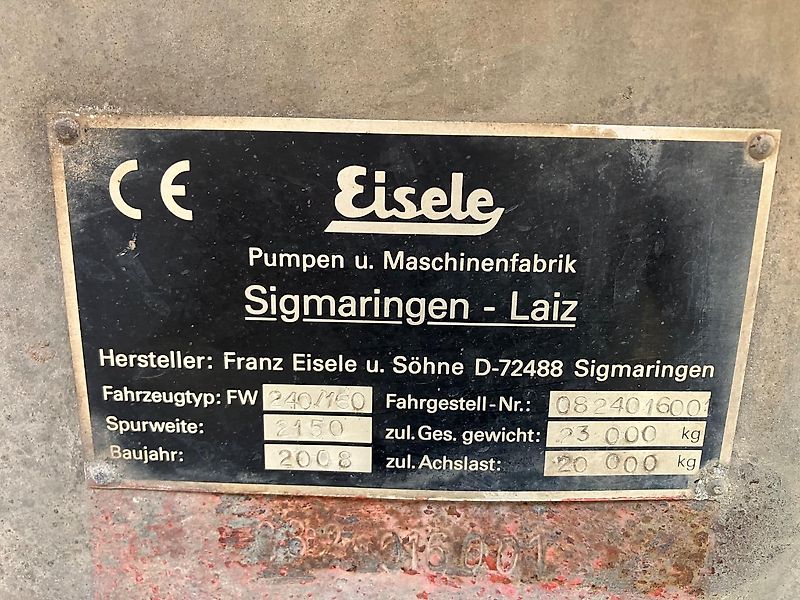 CE
Eisele
Pumpen u. Maschinenfabrik
Sigmaringen - Laiz
Hersteller: Franz Eisele u. Söhne D-72488 Sigmaringen
Fahrzeugtyp: FW 240/160 Fahrgestell-Nr.: 0824016001
Spurweite: 2150 zul. Ges. gewicht: 23 000 kg
Baujahr: 2008 zul. Achslast: 20 000 kg